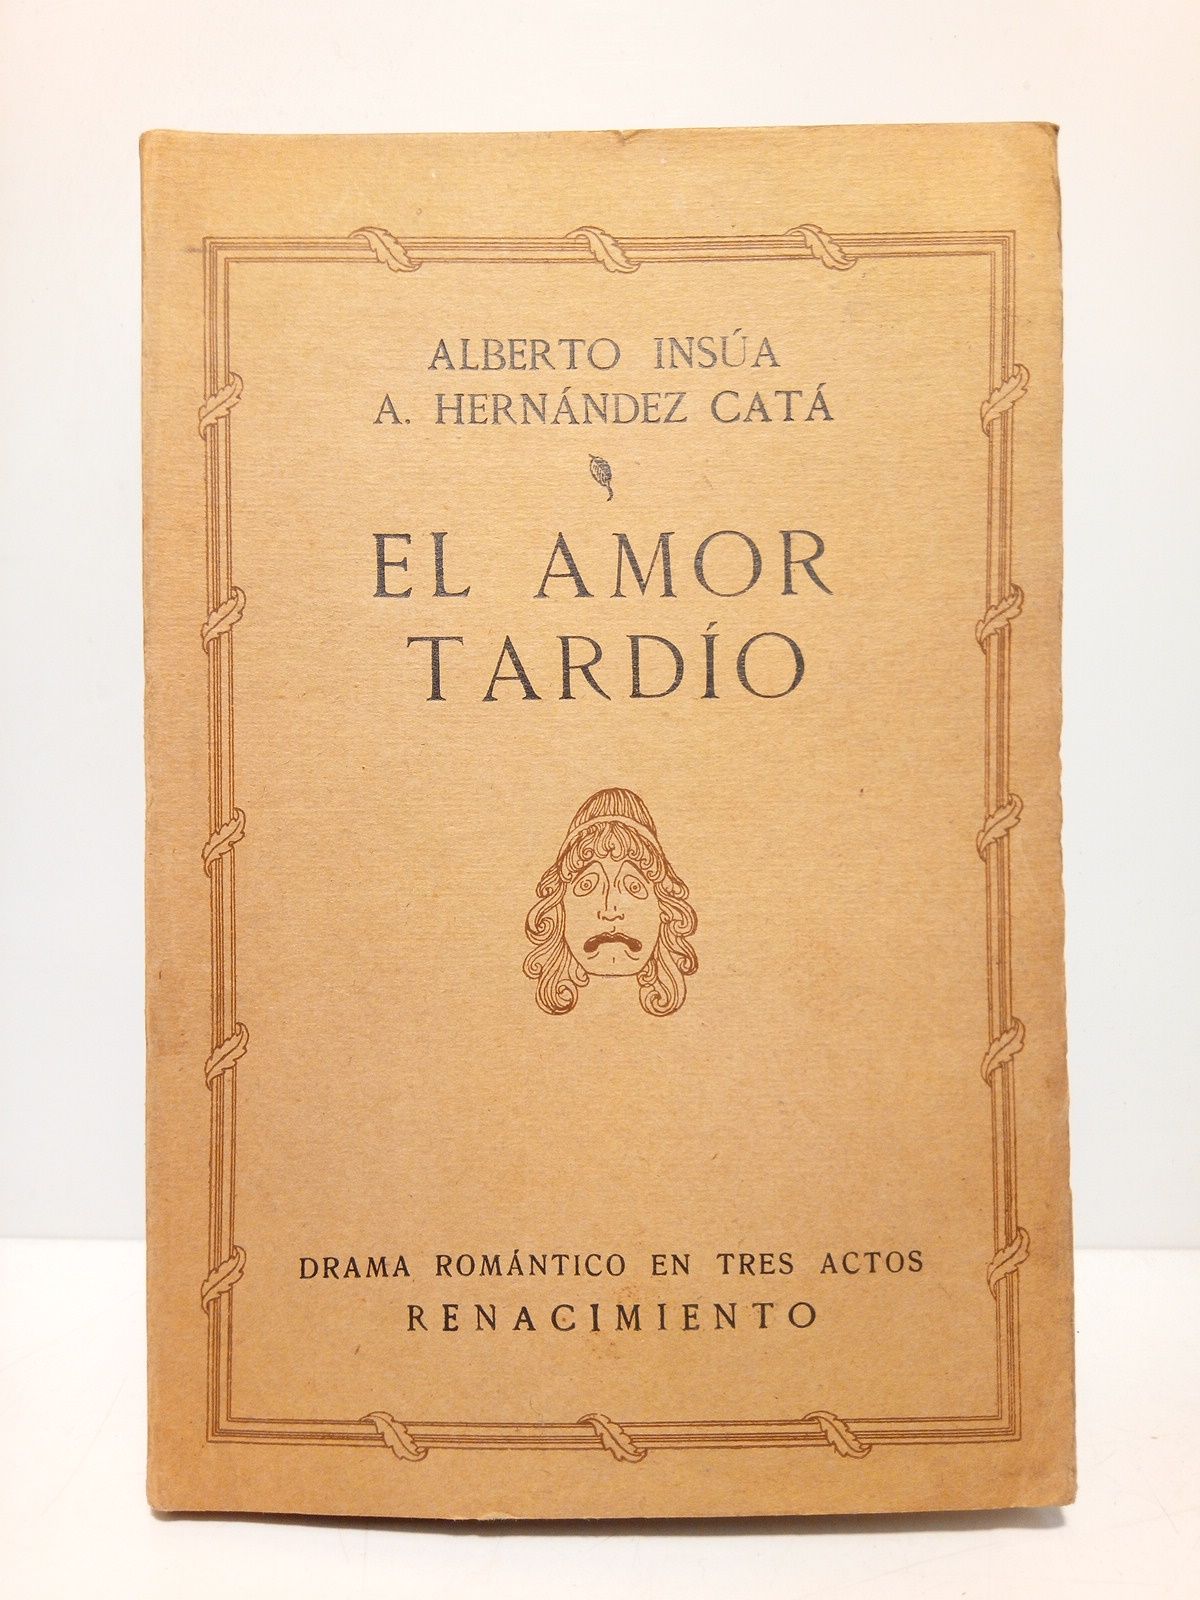 ALBERTO INSÚA
A. HERNÁNDEZ CATÁ
EL AMOR
TARDÍO
DRAMA ROMÁNTICO EN TRES ACTOS
RENACIMIENTO